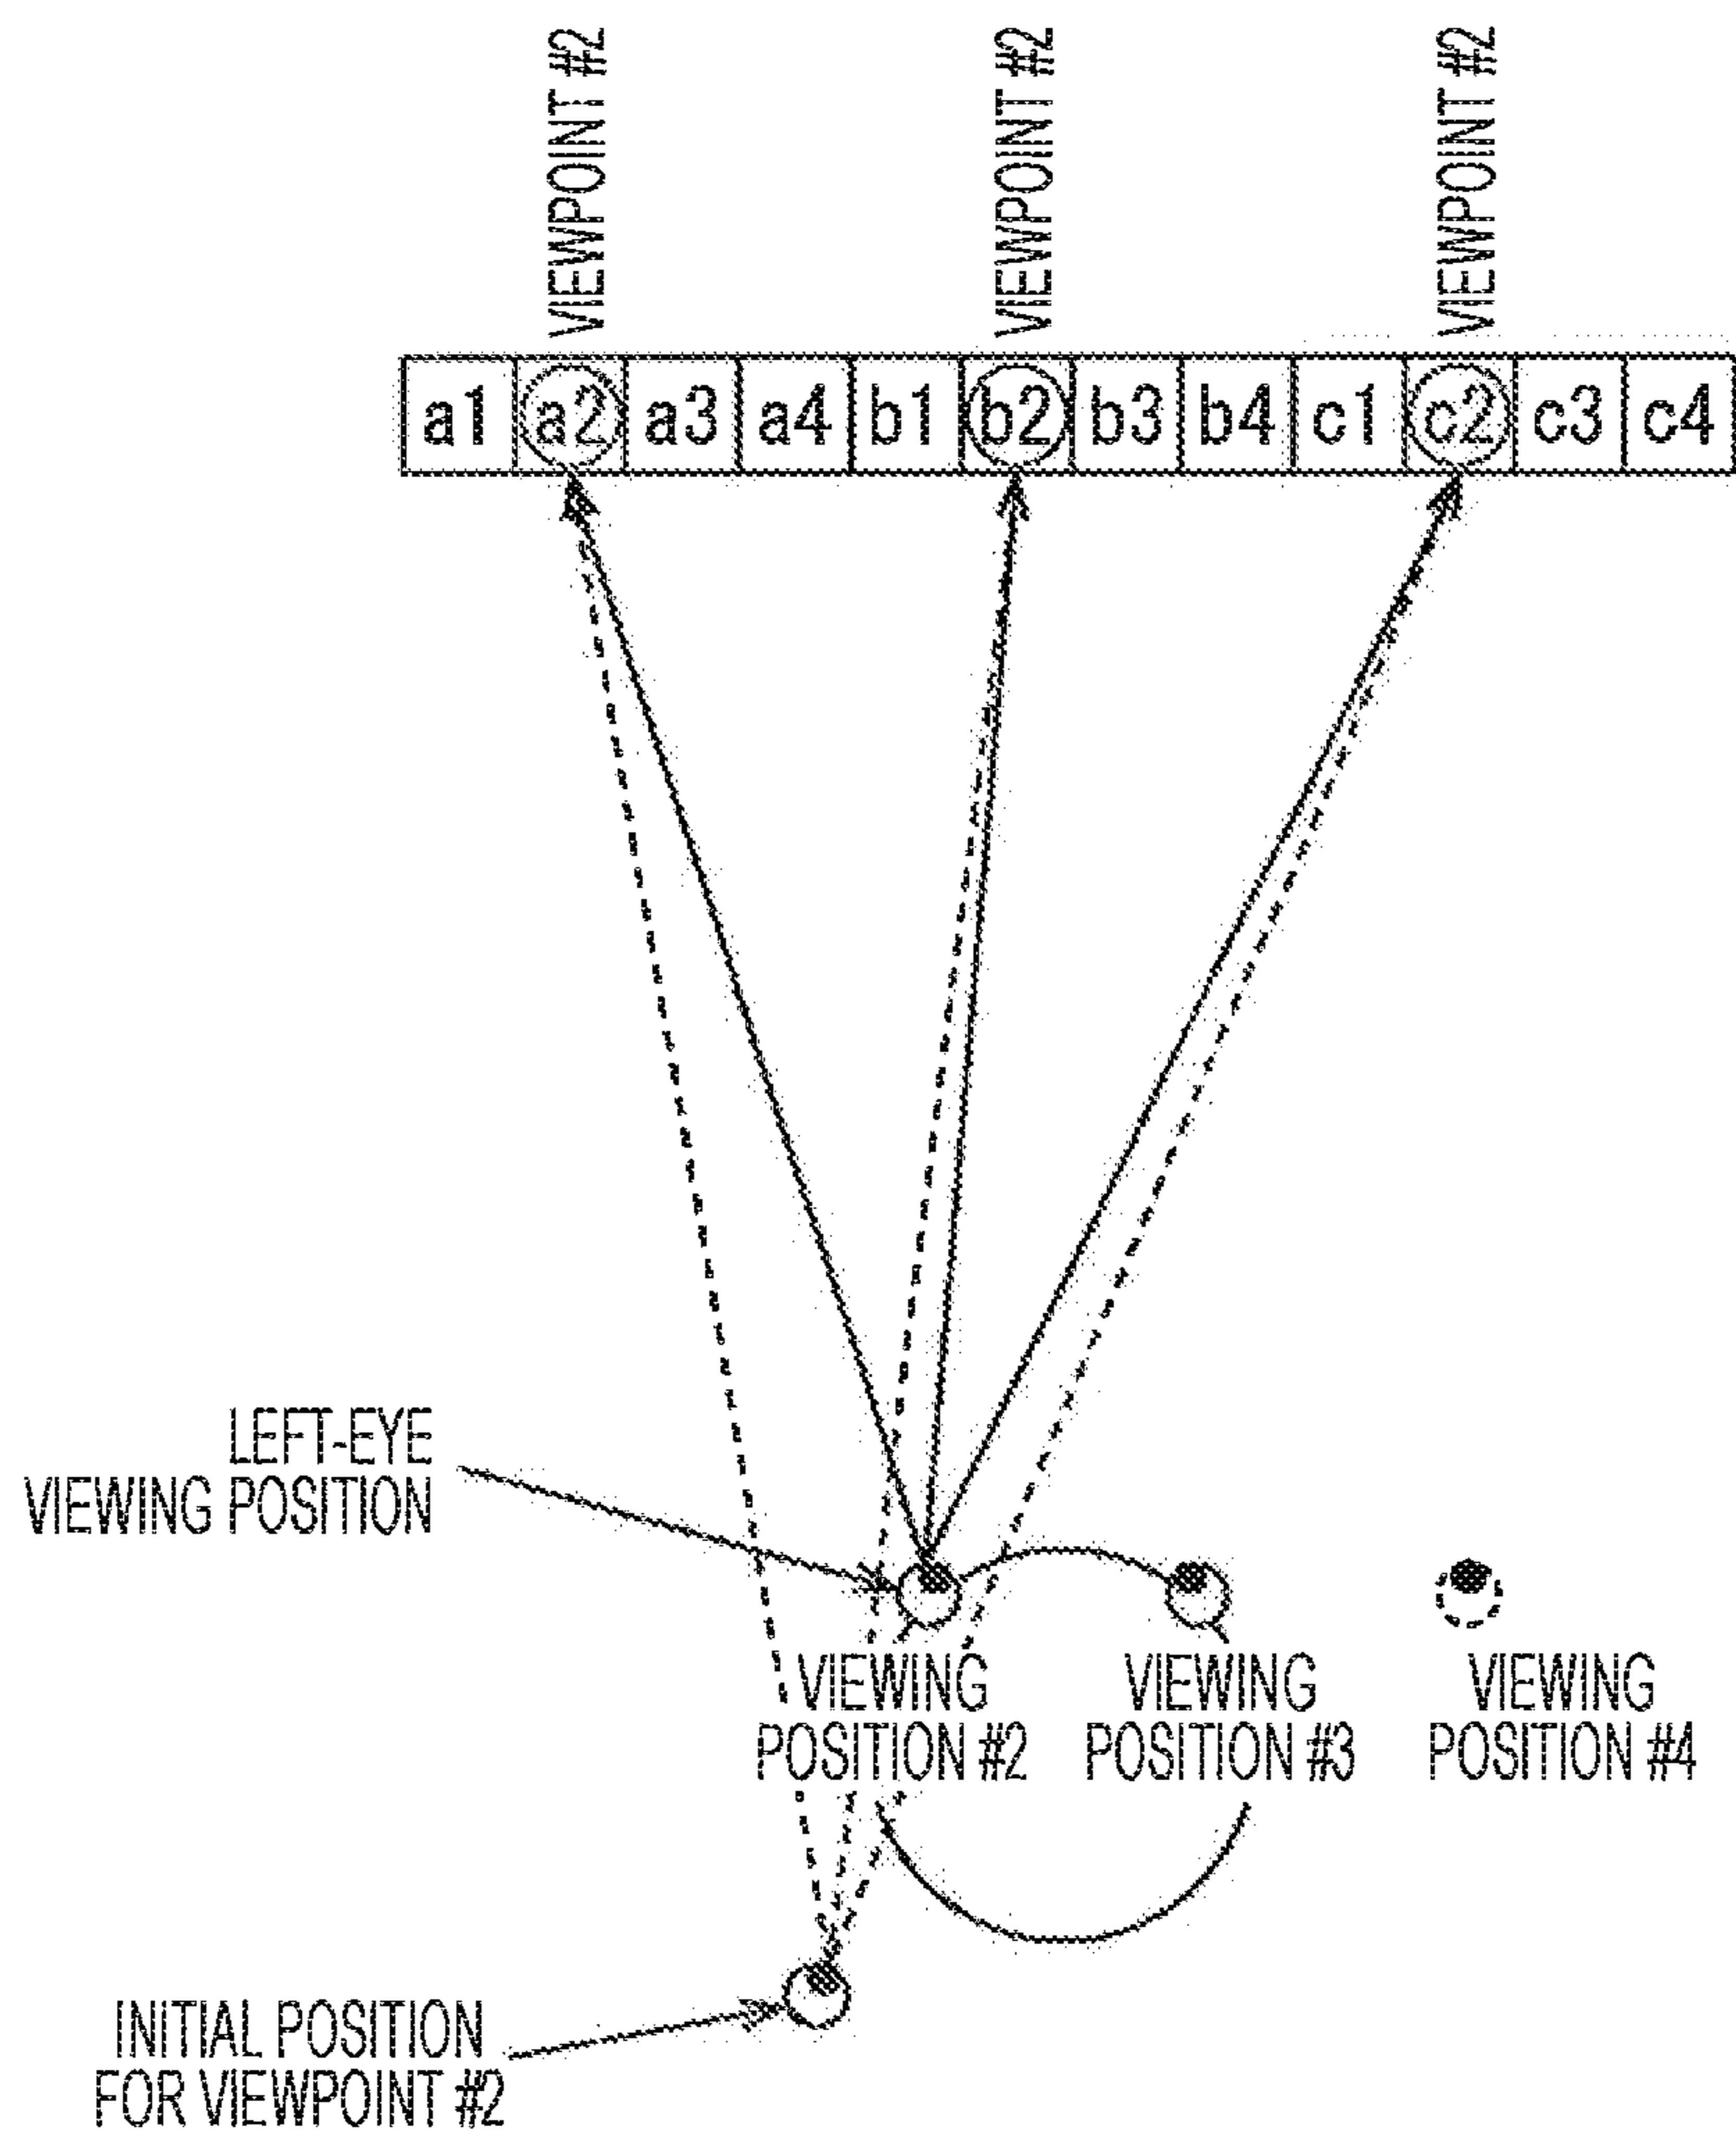 VIEWPOINT #2
VIEWPOINT #2
VIEWPOINT #2
a1 a2 a3 a4 b1 b2 b3 b4 c1 c2 c3 c4
LEFT-EYE
VIEWING POSITION
VIEWING
POSITION #2
VIEWING
POSITION #3
VIEWING
POSITION #4
INITIAL POSITION
FOR VIEWPOINT #2